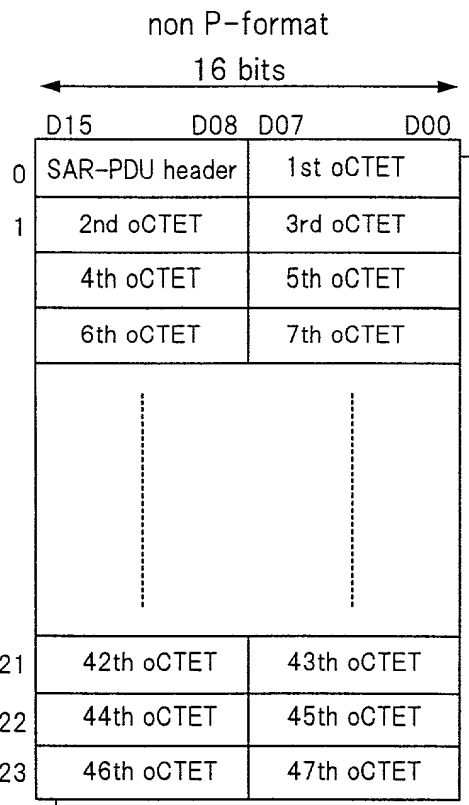 non P-format
16 bits
D15 D08 D07 D00
0 SAR-PDU header 1st oCTET
1 2nd oCTET 3rd oCTET
4th oCTET 5th oCTET
6th oCTET 7th oCTET
21 42th oCTET 43th oCTET
22 44th oCTET 45th oCTET
23 46th oCTET 47th oCTET